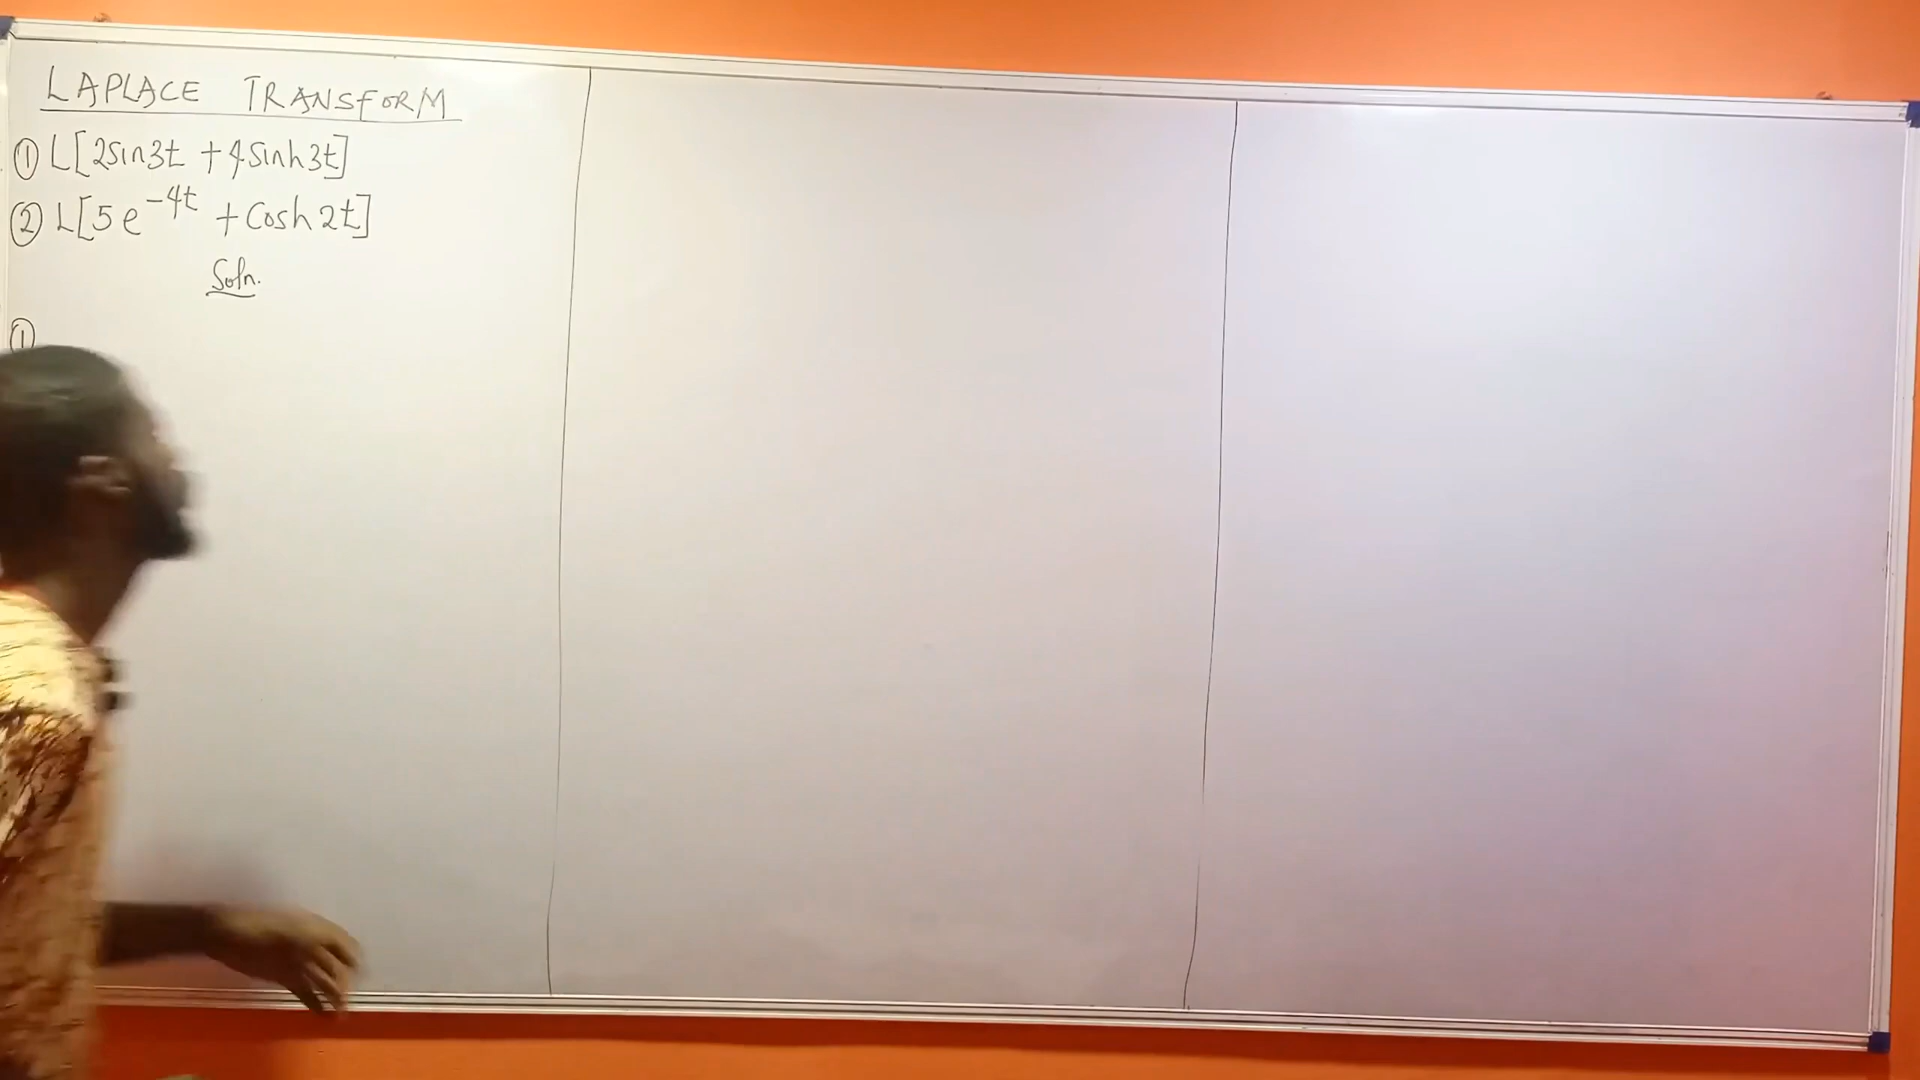 LAPLACE TRANSFORM
① L[2sin3t + 4sinh3t]
② L[5e^-4t + Cosh2t]
Soln.
①